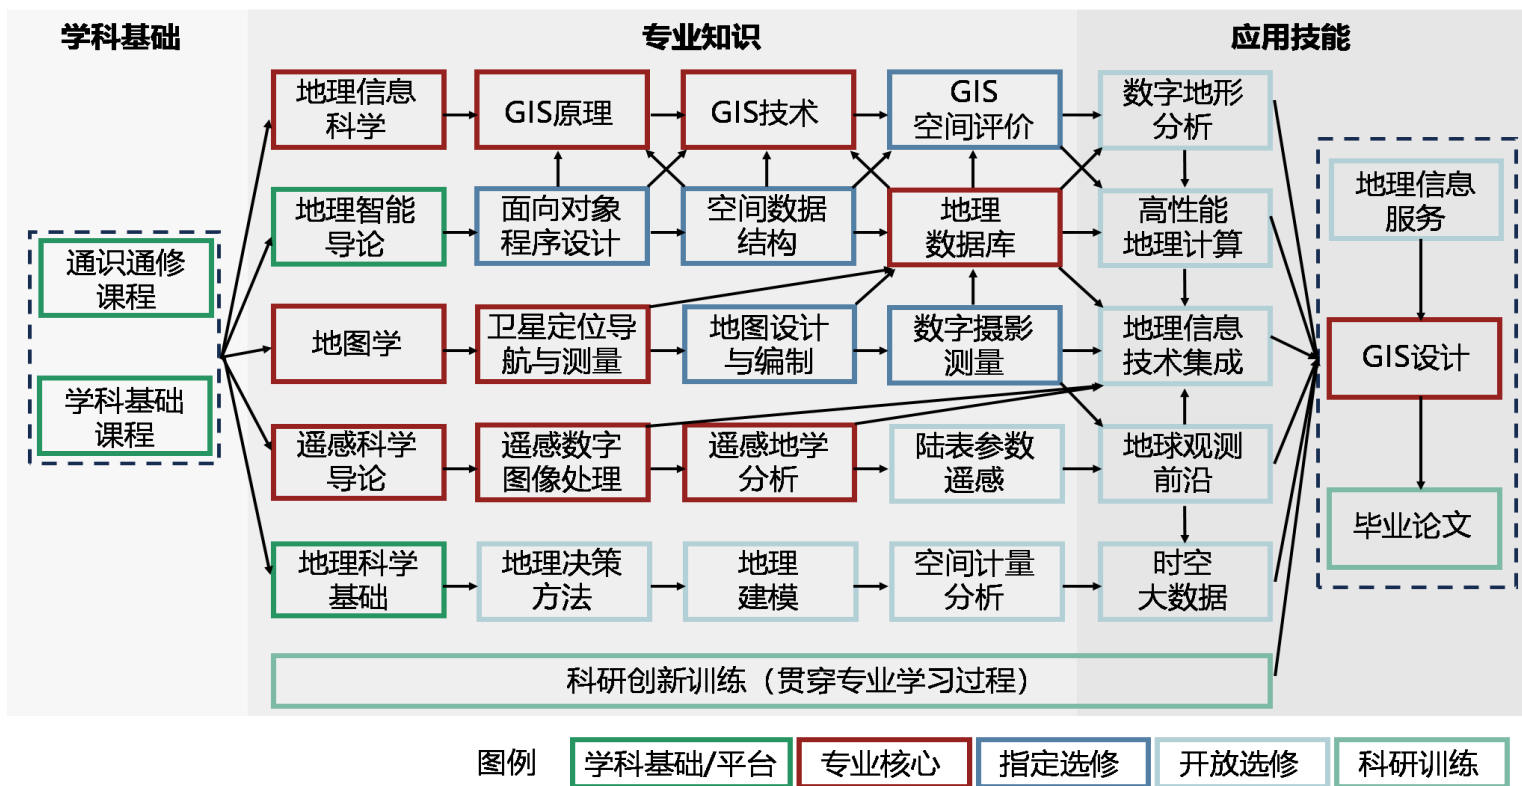 学科基础
专业知识
应用技能
通识通修
课程
学科基础
课程
地理信息
科学
GIS原理
GIS技术
GIS
空间评价
数字地形
分析
地理智能
导论
面向对象
程序设计
空间数据
结构
地理
数据库
高性能
地理计算
地图学
卫星定位导
航与测量
地图设计
与编制
数字摄影
测量
地理信息
技术集成
遥感科学
导论
遥感数字
图像处理
遥感地学
分析
陆表参数
遥感
地球观测
前沿
地理科学
基础
地理决策
方法
地理
建模
空间计量
分析
时空
大数据
科研创新训练（贯穿专业学习过程）
地理信息
服务
GIS设计
毕业论文
图例
学科基础/平台
专业核心
指定选修
开放选修
科研训练